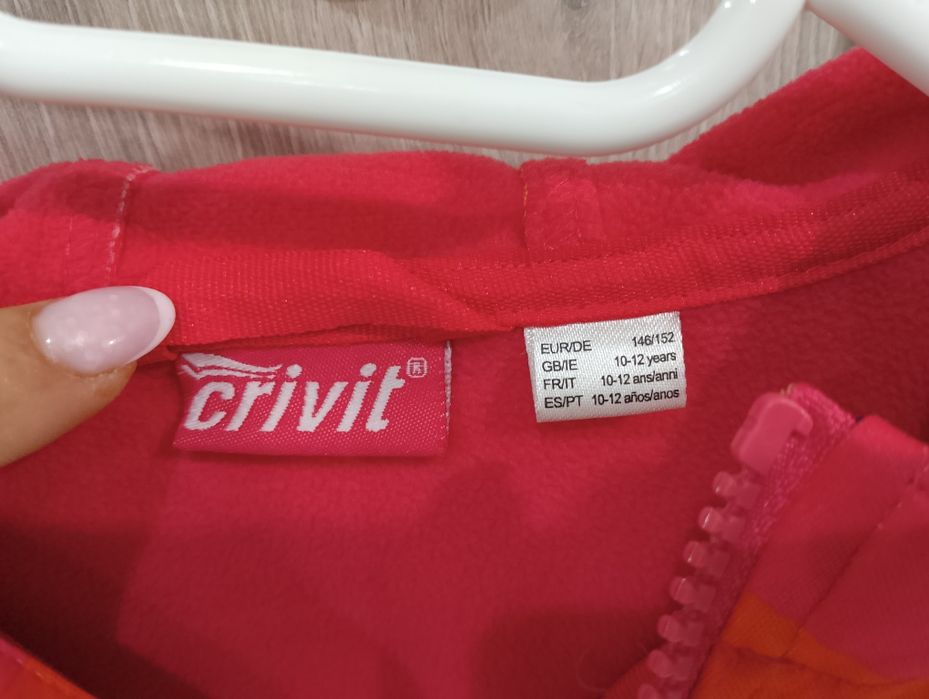 crivit®
EUR/DE 146/152
GB/IE 10-12 years
FR/IT 10-12 ans/anni
ES/PT 10-12 años/anos